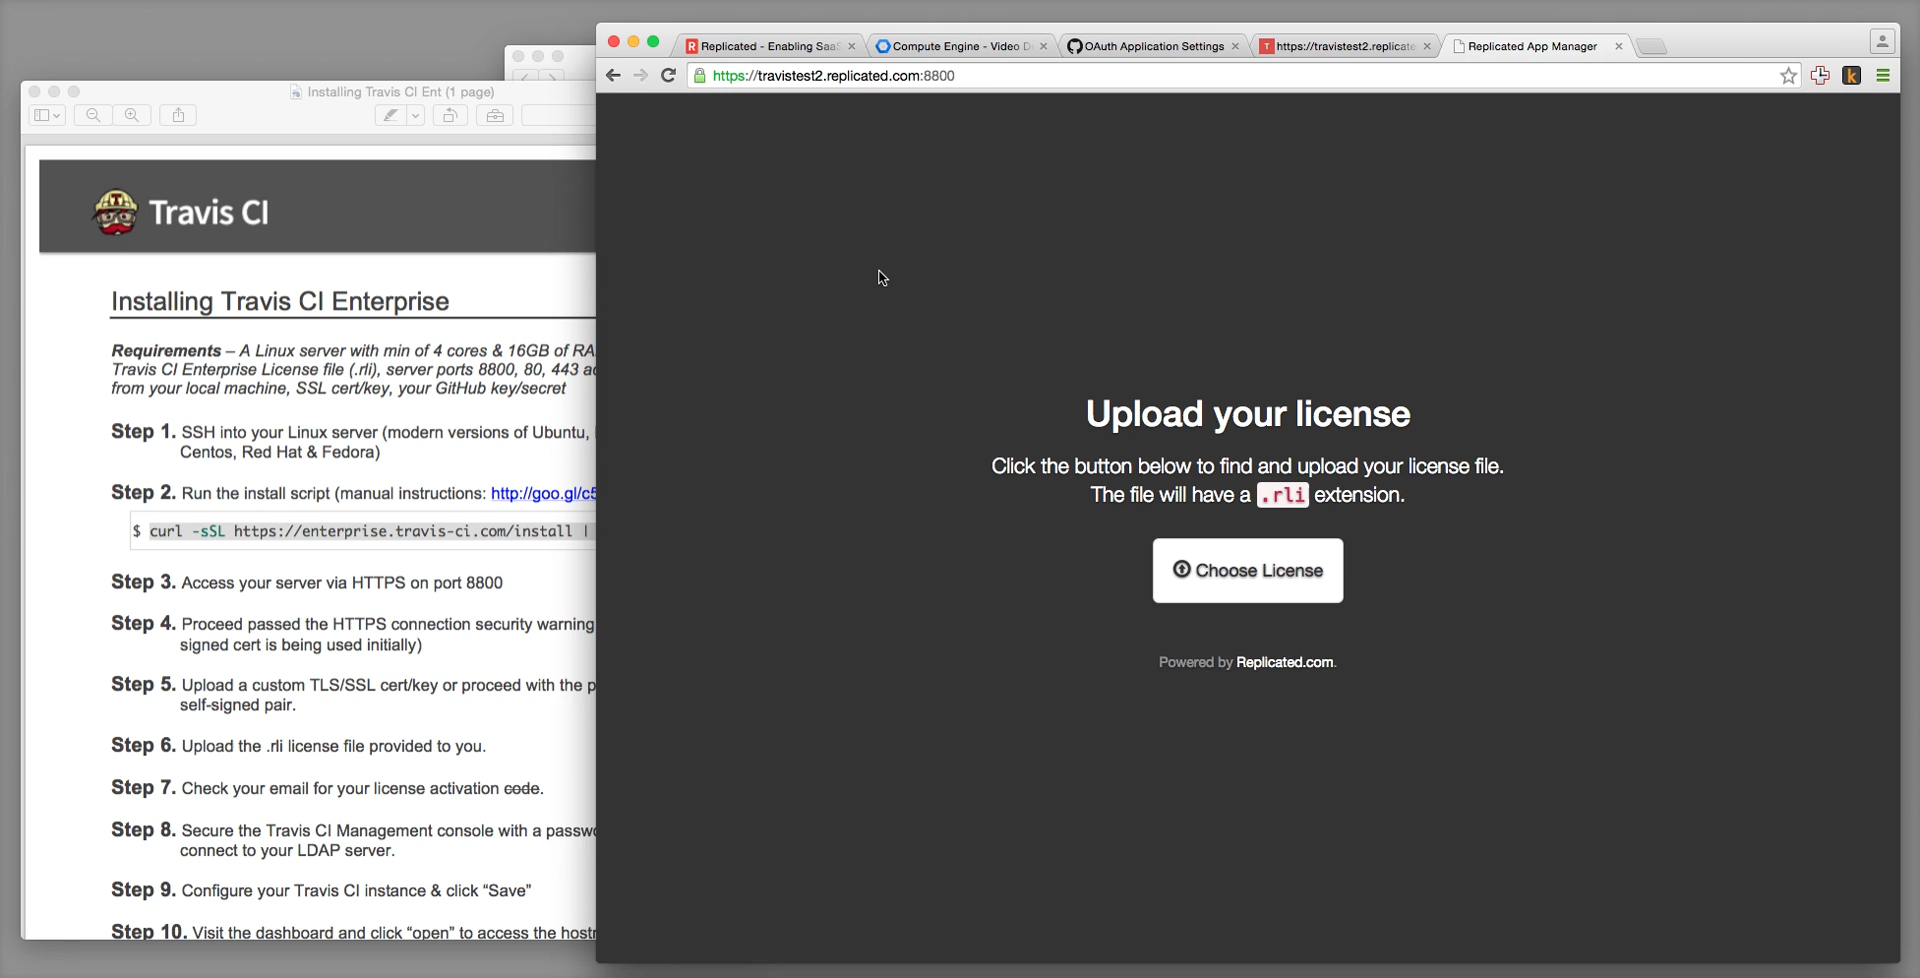 Replicated - Enabling SaaS
Compute Engine - Video D
OAuth Application Settings
https://travistest2.replicate
Replicated App Manager
https://travistest2.replicated.com:8800
k
Installing Travis CI Ent (1 page)
Travis CI
Installing Travis CI Enterprise
Requirements – A Linux server with min of 4 cores & 16GB of RA
Travis CI Enterprise License file (.rli), server ports 8800, 80, 443
from your local machine, SSL cert/key, your GitHub key/secret
Step 1. SSH into your Linux server (modern versions of Ubuntu,
Centos, Red Hat & Fedora)
Step 2. Run the install script (manual instructions: http://goo.gl/c5
$ curl -sSL https://enterprise.travis-ci.com/install |
Step 3. Access your server via HTTPS on port 8800
Step 4. Proceed passed the HTTPS connection security warning
signed cert is being used initially)
Step 5. Upload a custom TLS/SSL cert/key or proceed with the p
self-signed pair.
Step 6. Upload the .rli license file provided to you.
Step 7. Check your email for your license activation code.
Step 8. Secure the Travis CI Management console with a passwo
connect to your LDAP server.
Step 9. Configure your Travis CI instance & click “Save”
Step 10. Visit the dashboard and click “open” to access the hostn
Upload your license
Click the button below to find and upload your license file.
The file will have a .rli extension.
Choose License
Powered by Replicated.com.